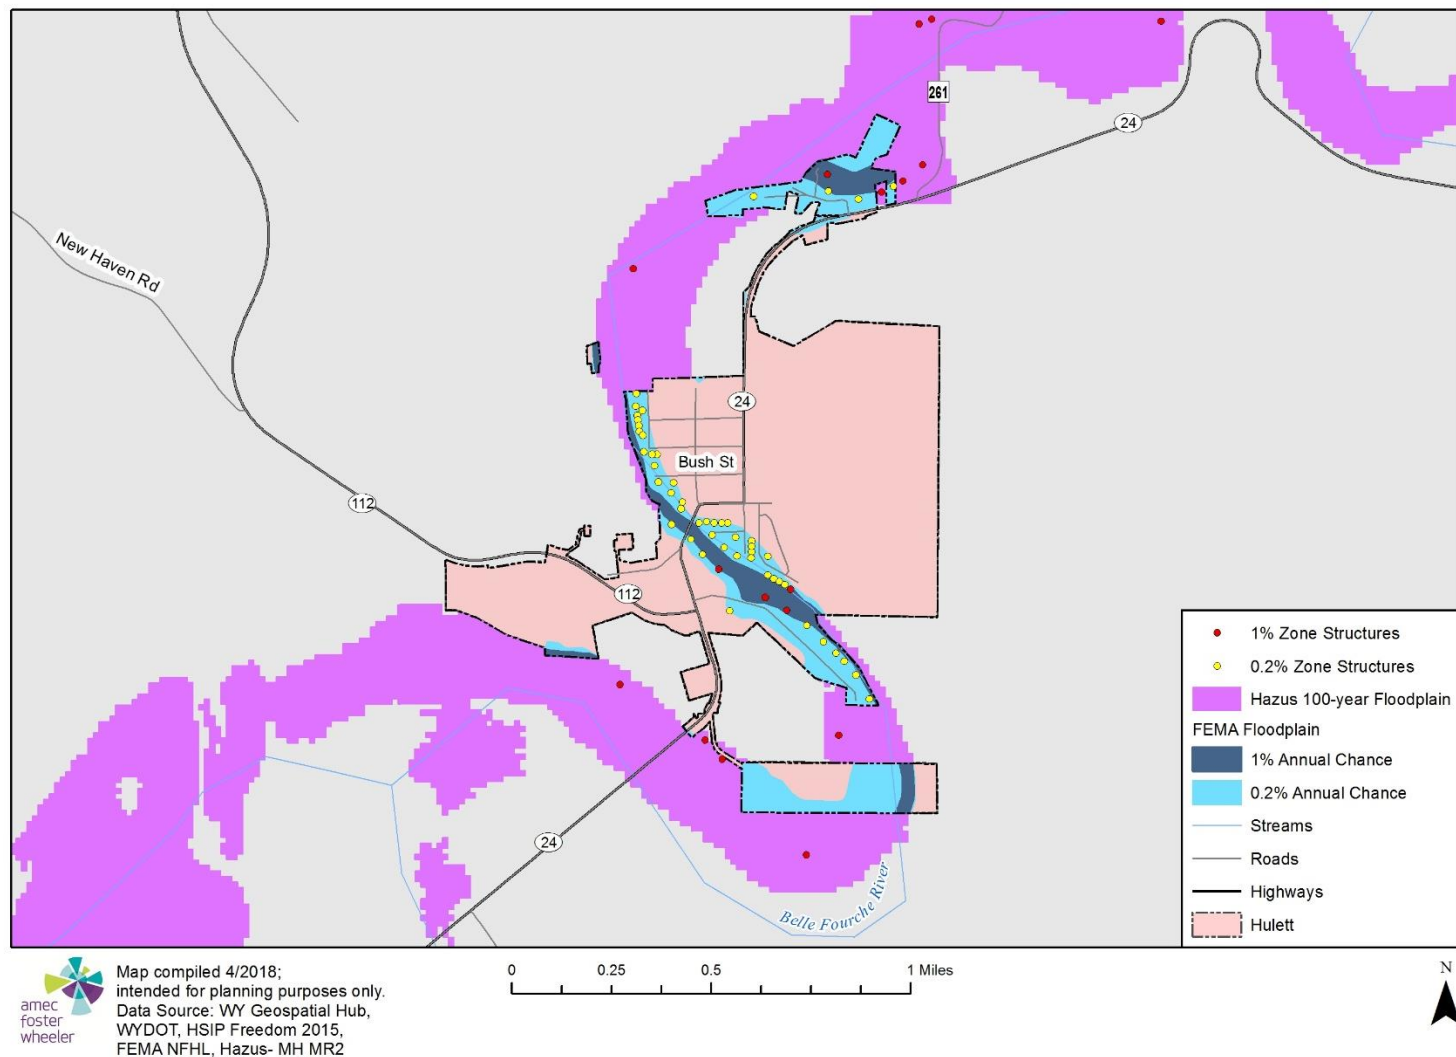 261
24
New Haven Rd
24
Bush St
112
112
24
Belle Fourche River
1% Zone Structures
0.2% Zone Structures
Hazus 100-year Floodplain
FEMA Floodplain
1% Annual Chance
0.2% Annual Chance
Streams
Roads
Highways
Hulett
amec
foster
wheeler
Map compiled 4/2018;
intended for planning purposes only.
Data Source: WY Geospatial Hub,
WYDOT, HSIP Freedom 2015,
FEMA NFHL, Hazus- MH MR2
0 0.25 0.5 1 Miles
N